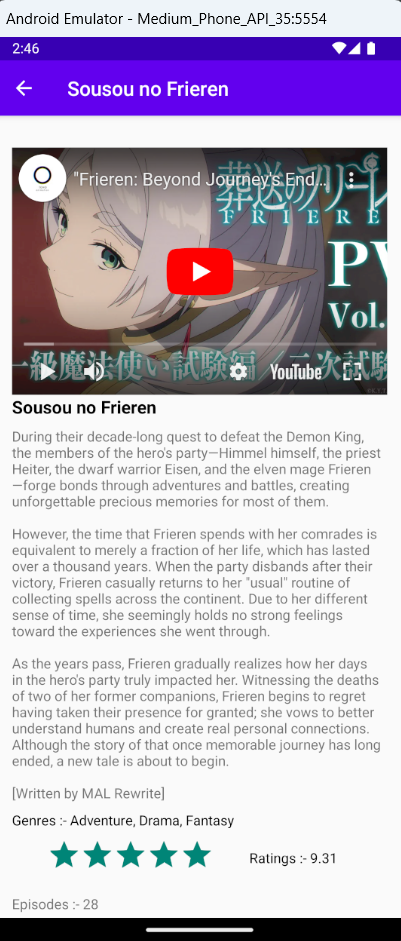 Android Emulator - Medium_Phone_API_35:5554
2:46
Sousou no Frieren
"Frieren: Beyond Journey's End...
葬送のフリーレ
FRIERE
PV
Vol.
一級魔法使い試験編/二次試験
YouTube
Sousou no Frieren
During their decade-long quest to defeat the Demon King,
the members of the hero's party—Himmel himself, the priest
Heiter, the dwarf warrior Eisen, and the elven mage Frieren
—forge bonds through adventures and battles, creating
unforgettable precious memories for most of them.
However, the time that Frieren spends with her comrades is
equivalent to merely a fraction of her life, which has lasted
over a thousand years. When the party disbands after their
victory, Frieren casually returns to her "usual" routine of
collecting spells across the continent. Due to her different
sense of time, she seemingly holds no strong feelings
toward the experiences she went through.
As the years pass, Frieren gradually realizes how her days
in the hero's party truly impacted her. Witnessing the deaths
of two of her former companions, Frieren begins to regret
having taken their presence for granted; she vows to better
understand humans and create real personal connections.
Although the story of that once memorable journey has long
ended, a new tale is about to begin.
[Written by MAL Rewrite]
Genres :- Adventure, Drama, Fantasy
Ratings :- 9.31
Episodes :- 28